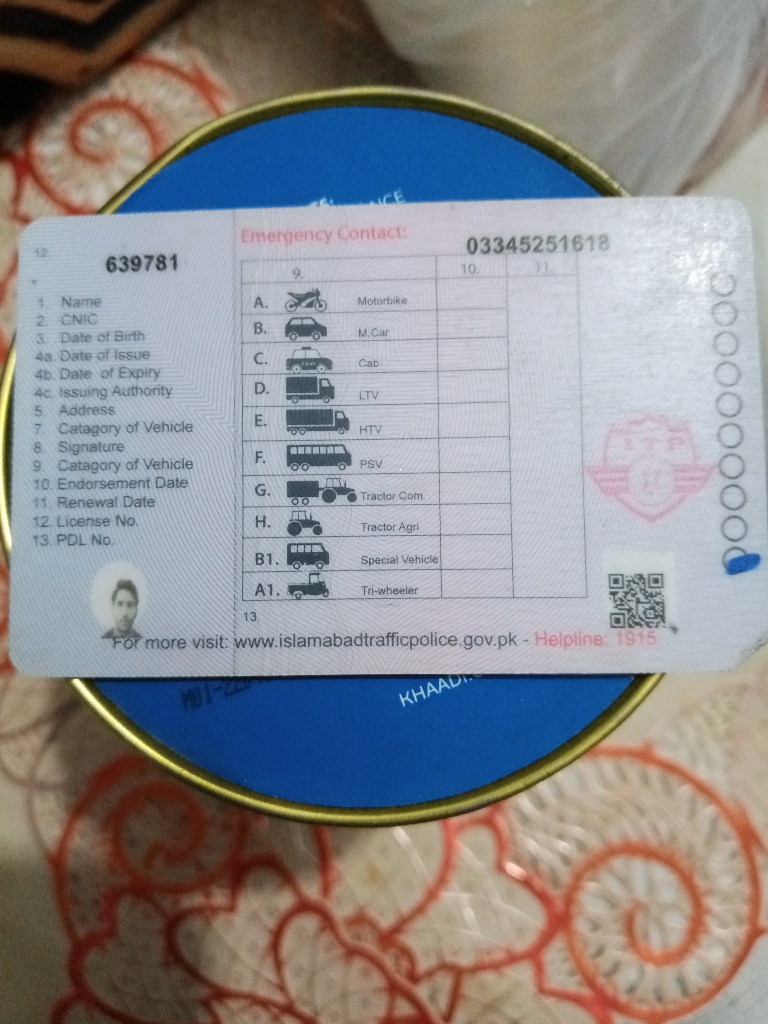 12.
639781
1. Name
2. CNIC
3. Date of Birth
4a. Date of Issue
4b. Date of Expiry
4c. Issuing Authority
5. Address
7. Catagory of Vehicle
8. Signature
9. Catagory of Vehicle
10. Endorsement Date
11. Renewal Date
12. License No.
13. PDL No.
Emergency Contact:
03345251618
9. 10. 11.
A. Motorbike
B. M.Car
C. Cab
D. LTV
E. HTV
F. PSV
G. Tractor Com.
H. Tractor Agri
B1. Special Vehicle
A1. Tri-wheeler
13.
ITP
For more visit: www.islamabadtrafficpolice.gov.pk - Helpline: 1915
KHAADI